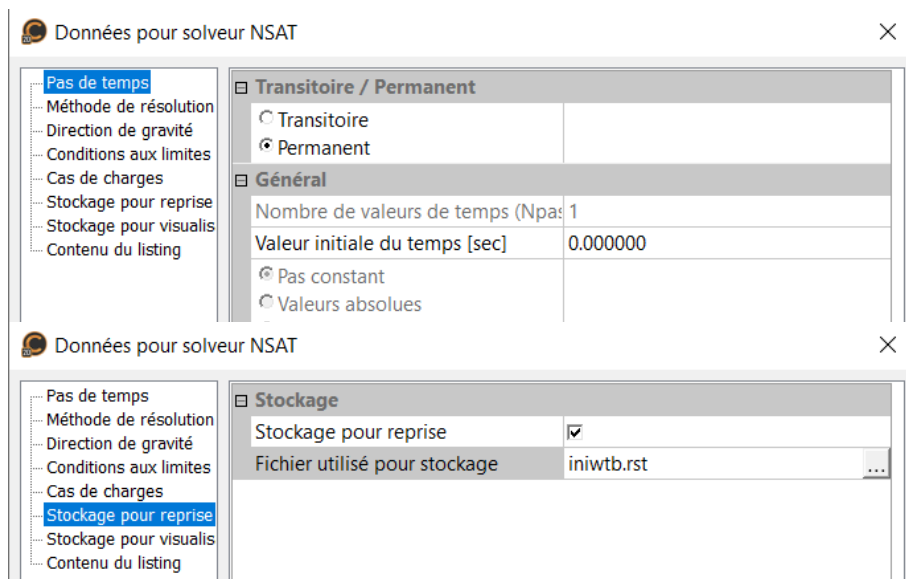 Données pour solveur NSAT
Pas de temps
Méthode de résolution
Direction de gravité
Conditions aux limites
Cas de charges
Stockage pour reprise
Stockage pour visualis
Contenu du listing
Transitoire / Permanent
Transitoire
Permanent
Général
Nombre de valeurs de temps (Npas 1
Valeur initiale du temps [sec] 0.000000
Pas constant
Valeurs absolues
Données pour solveur NSAT
Pas de temps
Méthode de résolution
Direction de gravité
Conditions aux limites
Cas de charges
Stockage pour reprise
Stockage pour visualis
Contenu du listing
Stockage
Stockage pour reprise
Fichier utilisé pour stockage iniwtb.rst ...